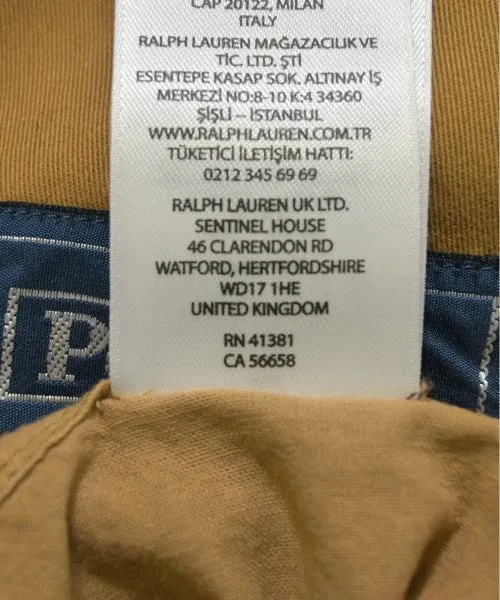 CAP 20122, MILAN
ITALY
RALPH LAUREN MAĞAZACILIK VE
TİC. LTD. ŞTİ
ESENTEPE KASAP SOK. ALTINAY İŞ
MERKEZİ NO:8-10 K:4 34360
ŞİŞLİ – İSTANBUL
WWW.RALPHLAUREN.COM.TR
TÜKETİCİ İLETİŞİM HATTI:
0212 345 69 69
RALPH LAUREN UK LTD.
SENTINEL HOUSE
46 CLARENDON RD
WATFORD, HERTFORDSHIRE
WD17 1HE
UNITED KINGDOM
RN 41381
CA 56658
P